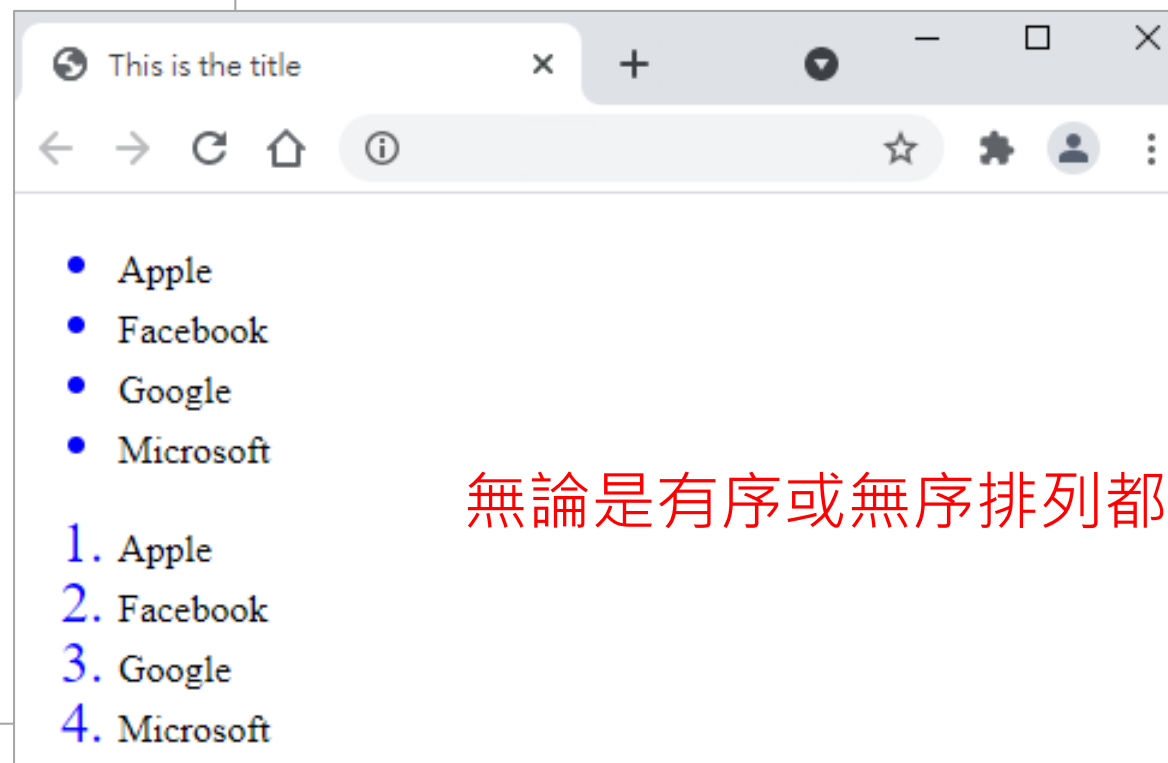 This is the title
• Apple
• Facebook
• Google
• Microsoft
無論是有序或無序排列都
1. Apple
2. Facebook
3. Google
4. Microsoft